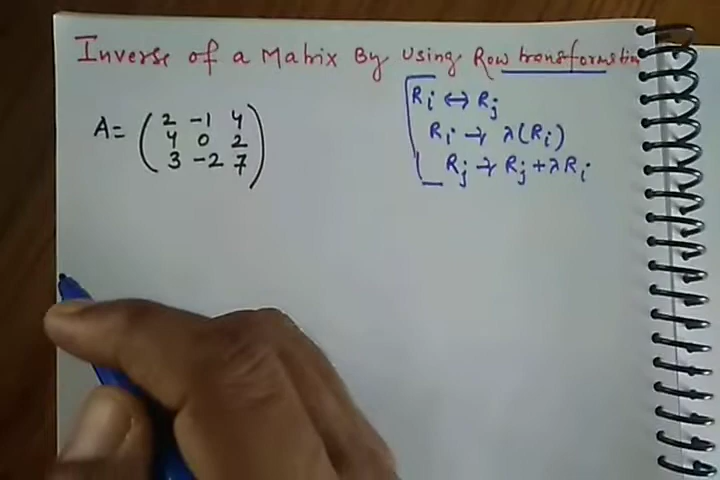 Inverse of a Matrix By Using Row transformation
A= ( 2 -1 4
4 0 2
3 -2 7 )
Ri ↔ Rj
Ri → λ(Ri)
Rj → Rj + λRi